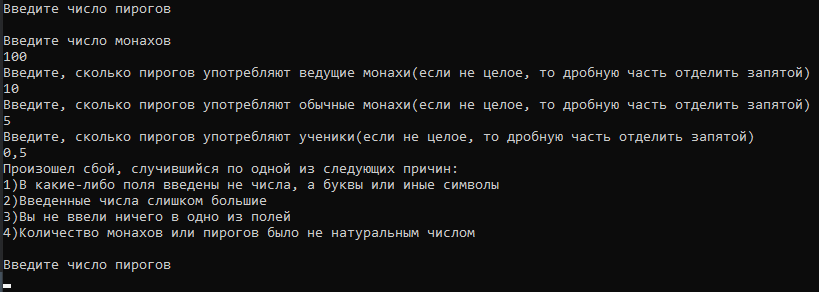 Введите число пирогов
Введите число монахов
100
Введите, сколько пирогов употребляют ведущие монахи(если не целое, то дробную часть отделить запятой)
10
Введите, сколько пирогов употребляют обычные монахи(если не целое, то дробную часть отделить запятой)
5
Введите, сколько пирогов употребляют ученики(если не целое, то дробную часть отделить запятой)
0,5
Произошел сбой, случившийся по одной из следующих причин:
1)В какие-либо поля введены не числа, а буквы или иные символы
2)Введенные числа слишком большие
3)Вы не ввели ничего в одно из полей
4)Количество монахов или пирогов было не натуральным числом
Введите число пирогов